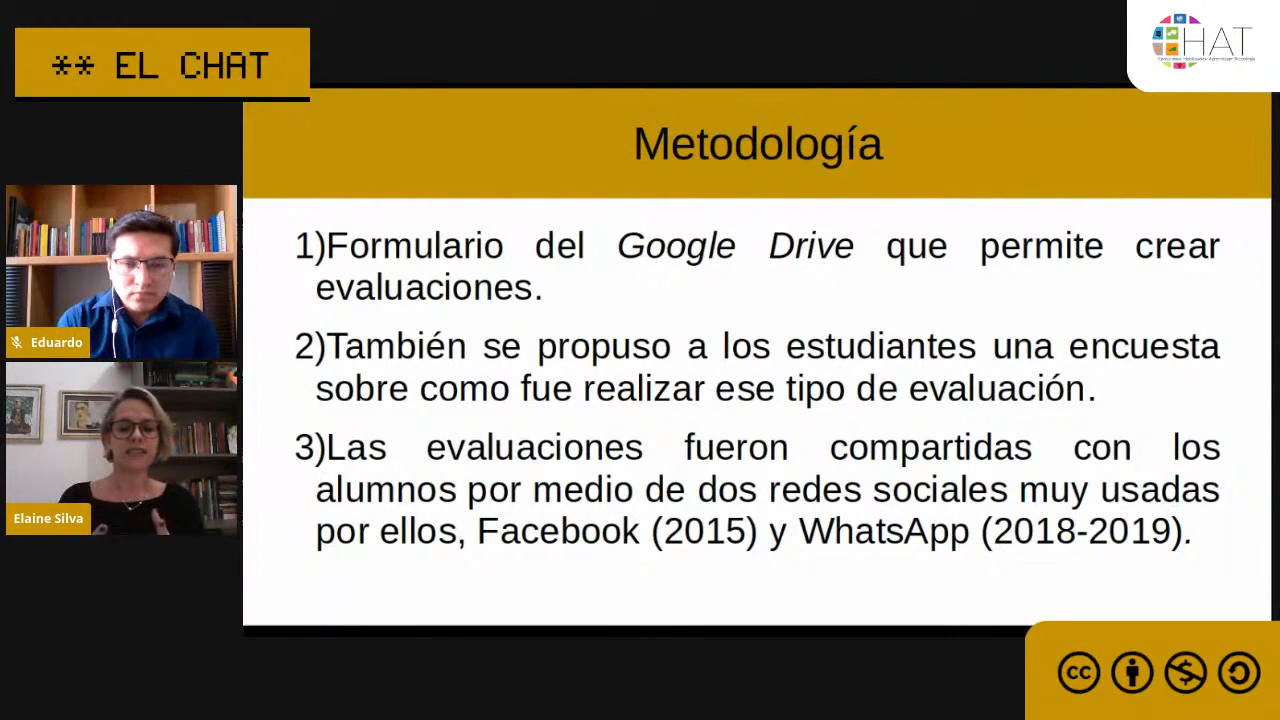 ** EL CHAT
HAT
Metodología
1)Formulario del Google Drive que permite crear
evaluaciones.
2)También se propuso a los estudiantes una encuesta
sobre como fue realizar ese tipo de evaluación.
3)Las evaluaciones fueron compartidas con los
alumnos por medio de dos redes sociales muy usadas
por ellos, Facebook (2015) y WhatsApp (2018-2019).
Eduardo
Elaine Silva
cc